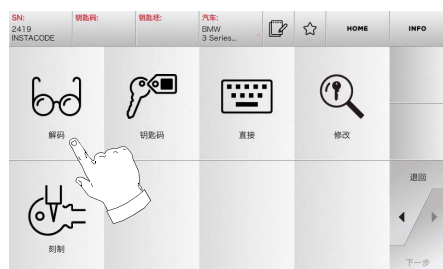 SN:
2419
INSTACODE
钥匙码:
钥匙坯:
汽车:
BMW
3 Series...
HOME
INFO
解码
钥匙码
直接
修改
刻制
退回
下一步